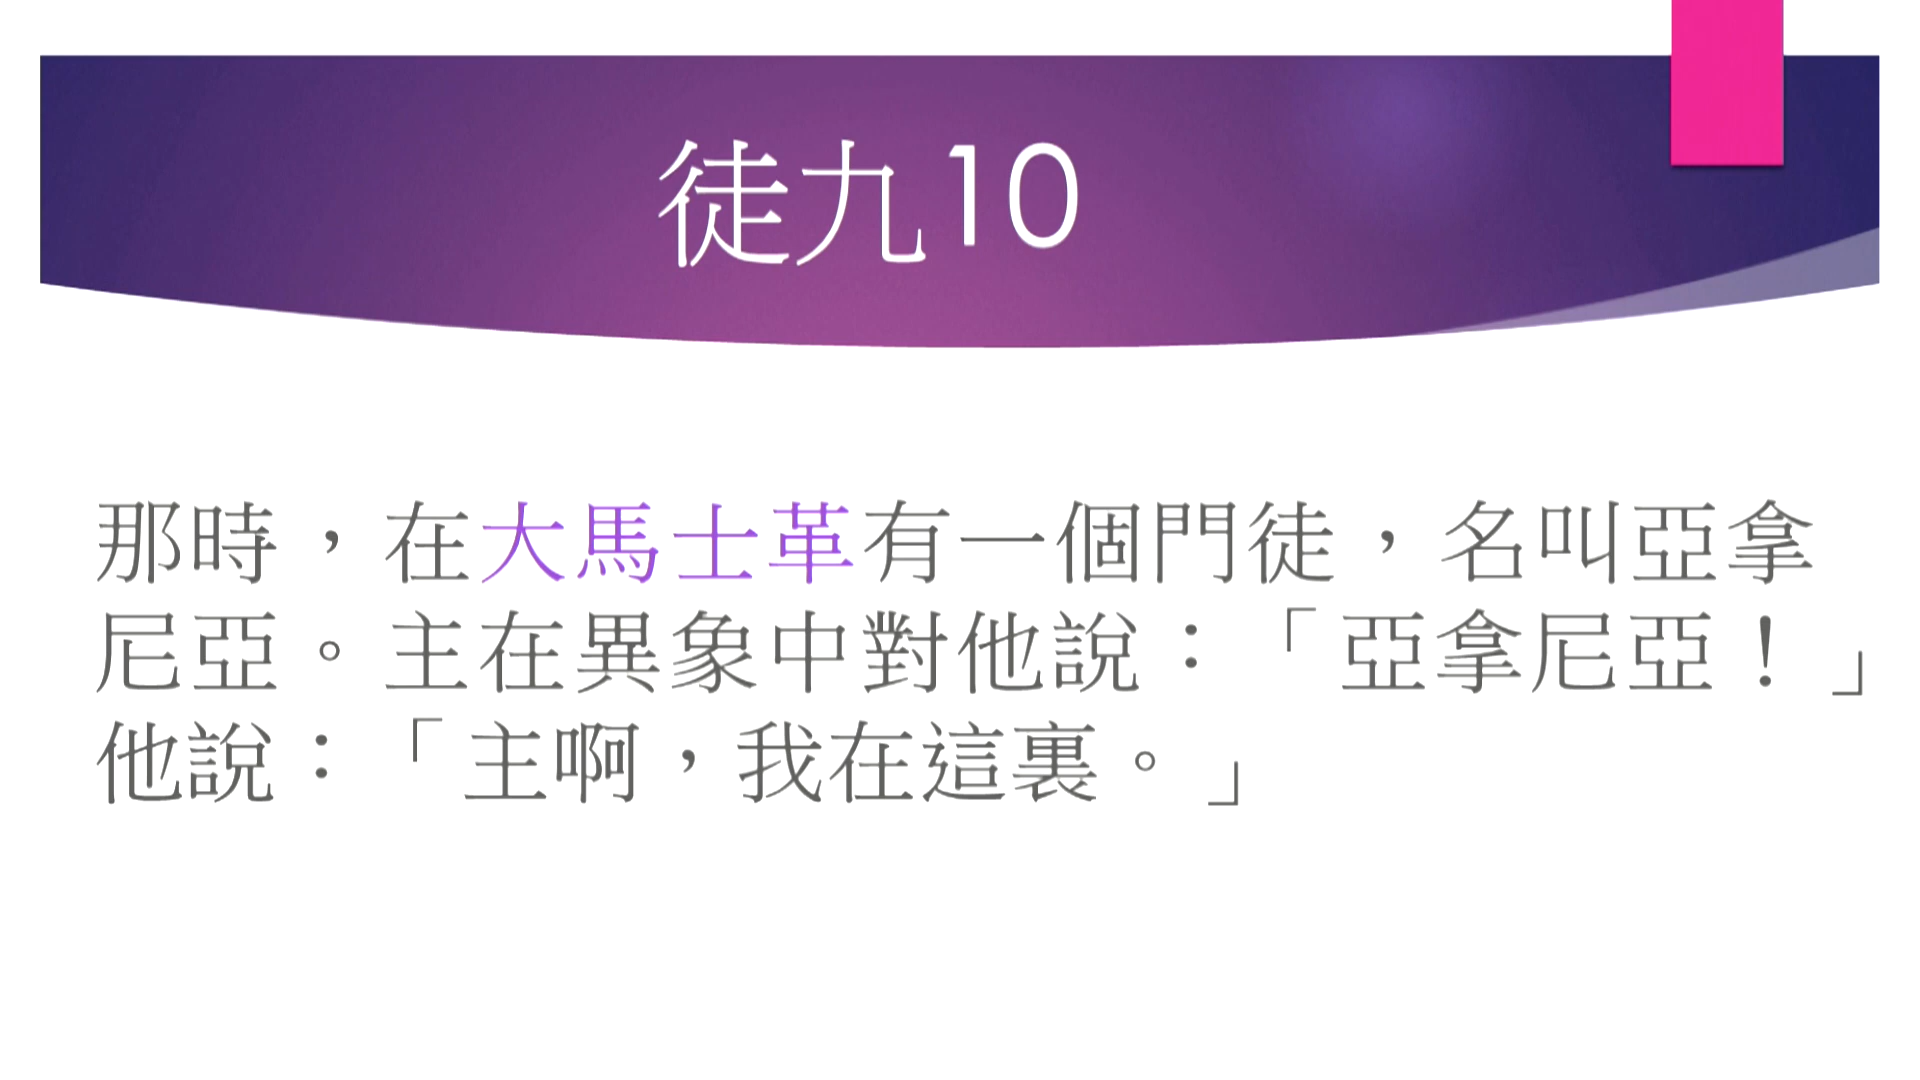 徒九10
那時，在大馬士革有一個門徒，名叫亞拿
尼亞。主在異象中對他說：「亞拿尼亞！」
他說：「主啊，我在這裏。」